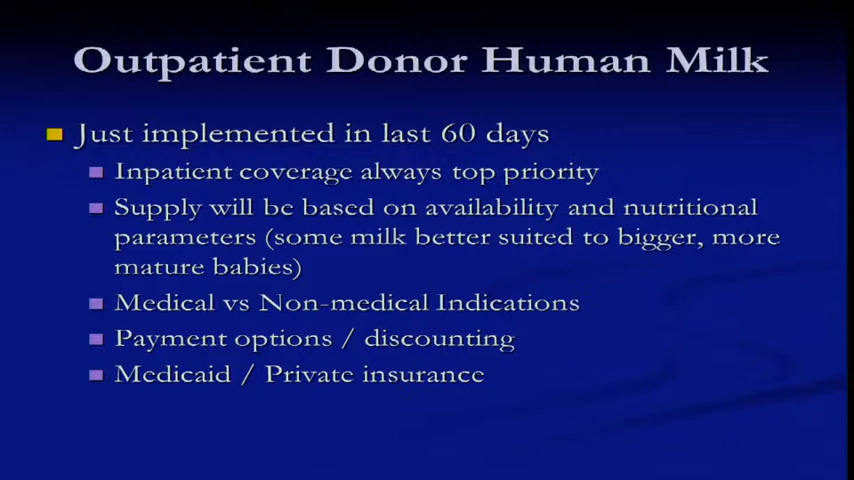 Outpatient Donor Human Milk
Just implemented in last 60 days
Inpatient coverage always top priority
Supply will be based on availability and nutritional
parameters (some milk better suited to bigger, more
mature babies)
Medical vs Non-medical Indications
Payment options / discounting
Medicaid / Private insurance